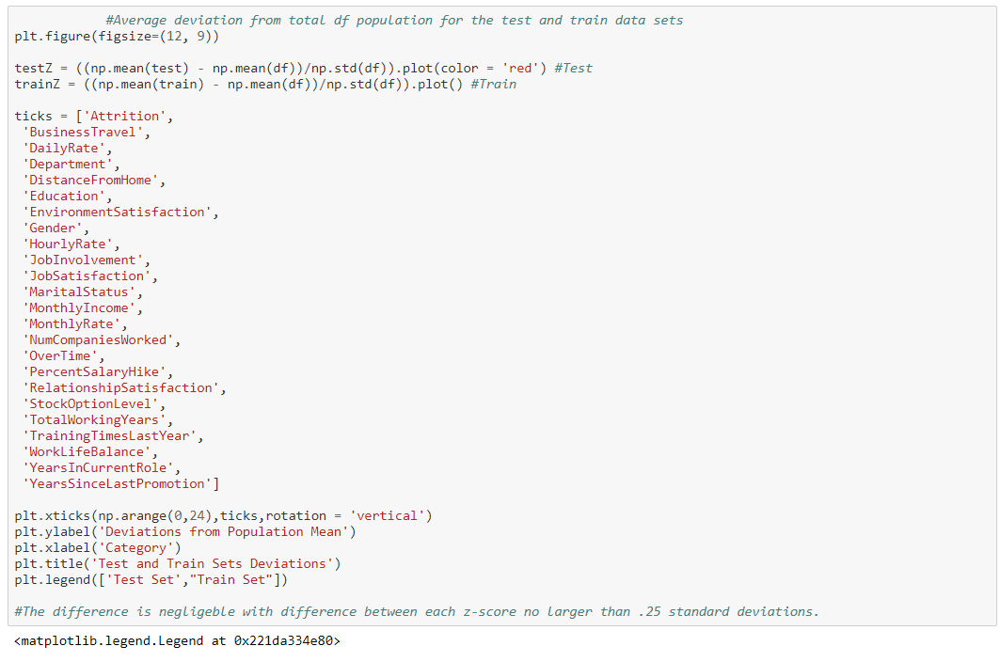 #Average deviation from total df population for the test and train data sets
plt.figure(figsize=(12, 9))
testZ = ((np.mean(test) - np.mean(df))/np.std(df)).plot(color = 'red') #Test
trainZ = ((np.mean(train) - np.mean(df))/np.std(df)).plot() #Train
ticks = ['Attrition',
'BusinessTravel',
'DailyRate',
'Department',
'DistanceFromHome',
'Education',
'EnvironmentSatisfaction',
'Gender',
'HourlyRate',
'JobInvolvement',
'JobSatisfaction',
'MaritalStatus',
'MonthlyIncome',
'MonthlyRate',
'NumCompaniesWorked',
'OverTime',
'PercentSalaryHike',
'RelationshipSatisfaction',
'StockOptionLevel',
'TotalWorkingYears',
'TrainingTimesLastYear',
'WorkLifeBalance',
'YearsInCurrentRole',
'YearsSinceLastPromotion']
plt.xticks(np.arange(0,24),ticks,rotation = 'vertical')
plt.ylabel('Deviations from Population Mean')
plt.xlabel('Category')
plt.title('Test and Train Sets Deviations')
plt.legend(['Test Set',"Train Set"])
#The difference is negligeble with difference between each z-score no larger than .25 standard deviations.
<matplotlib.legend.Legend at 0x221da334e80>